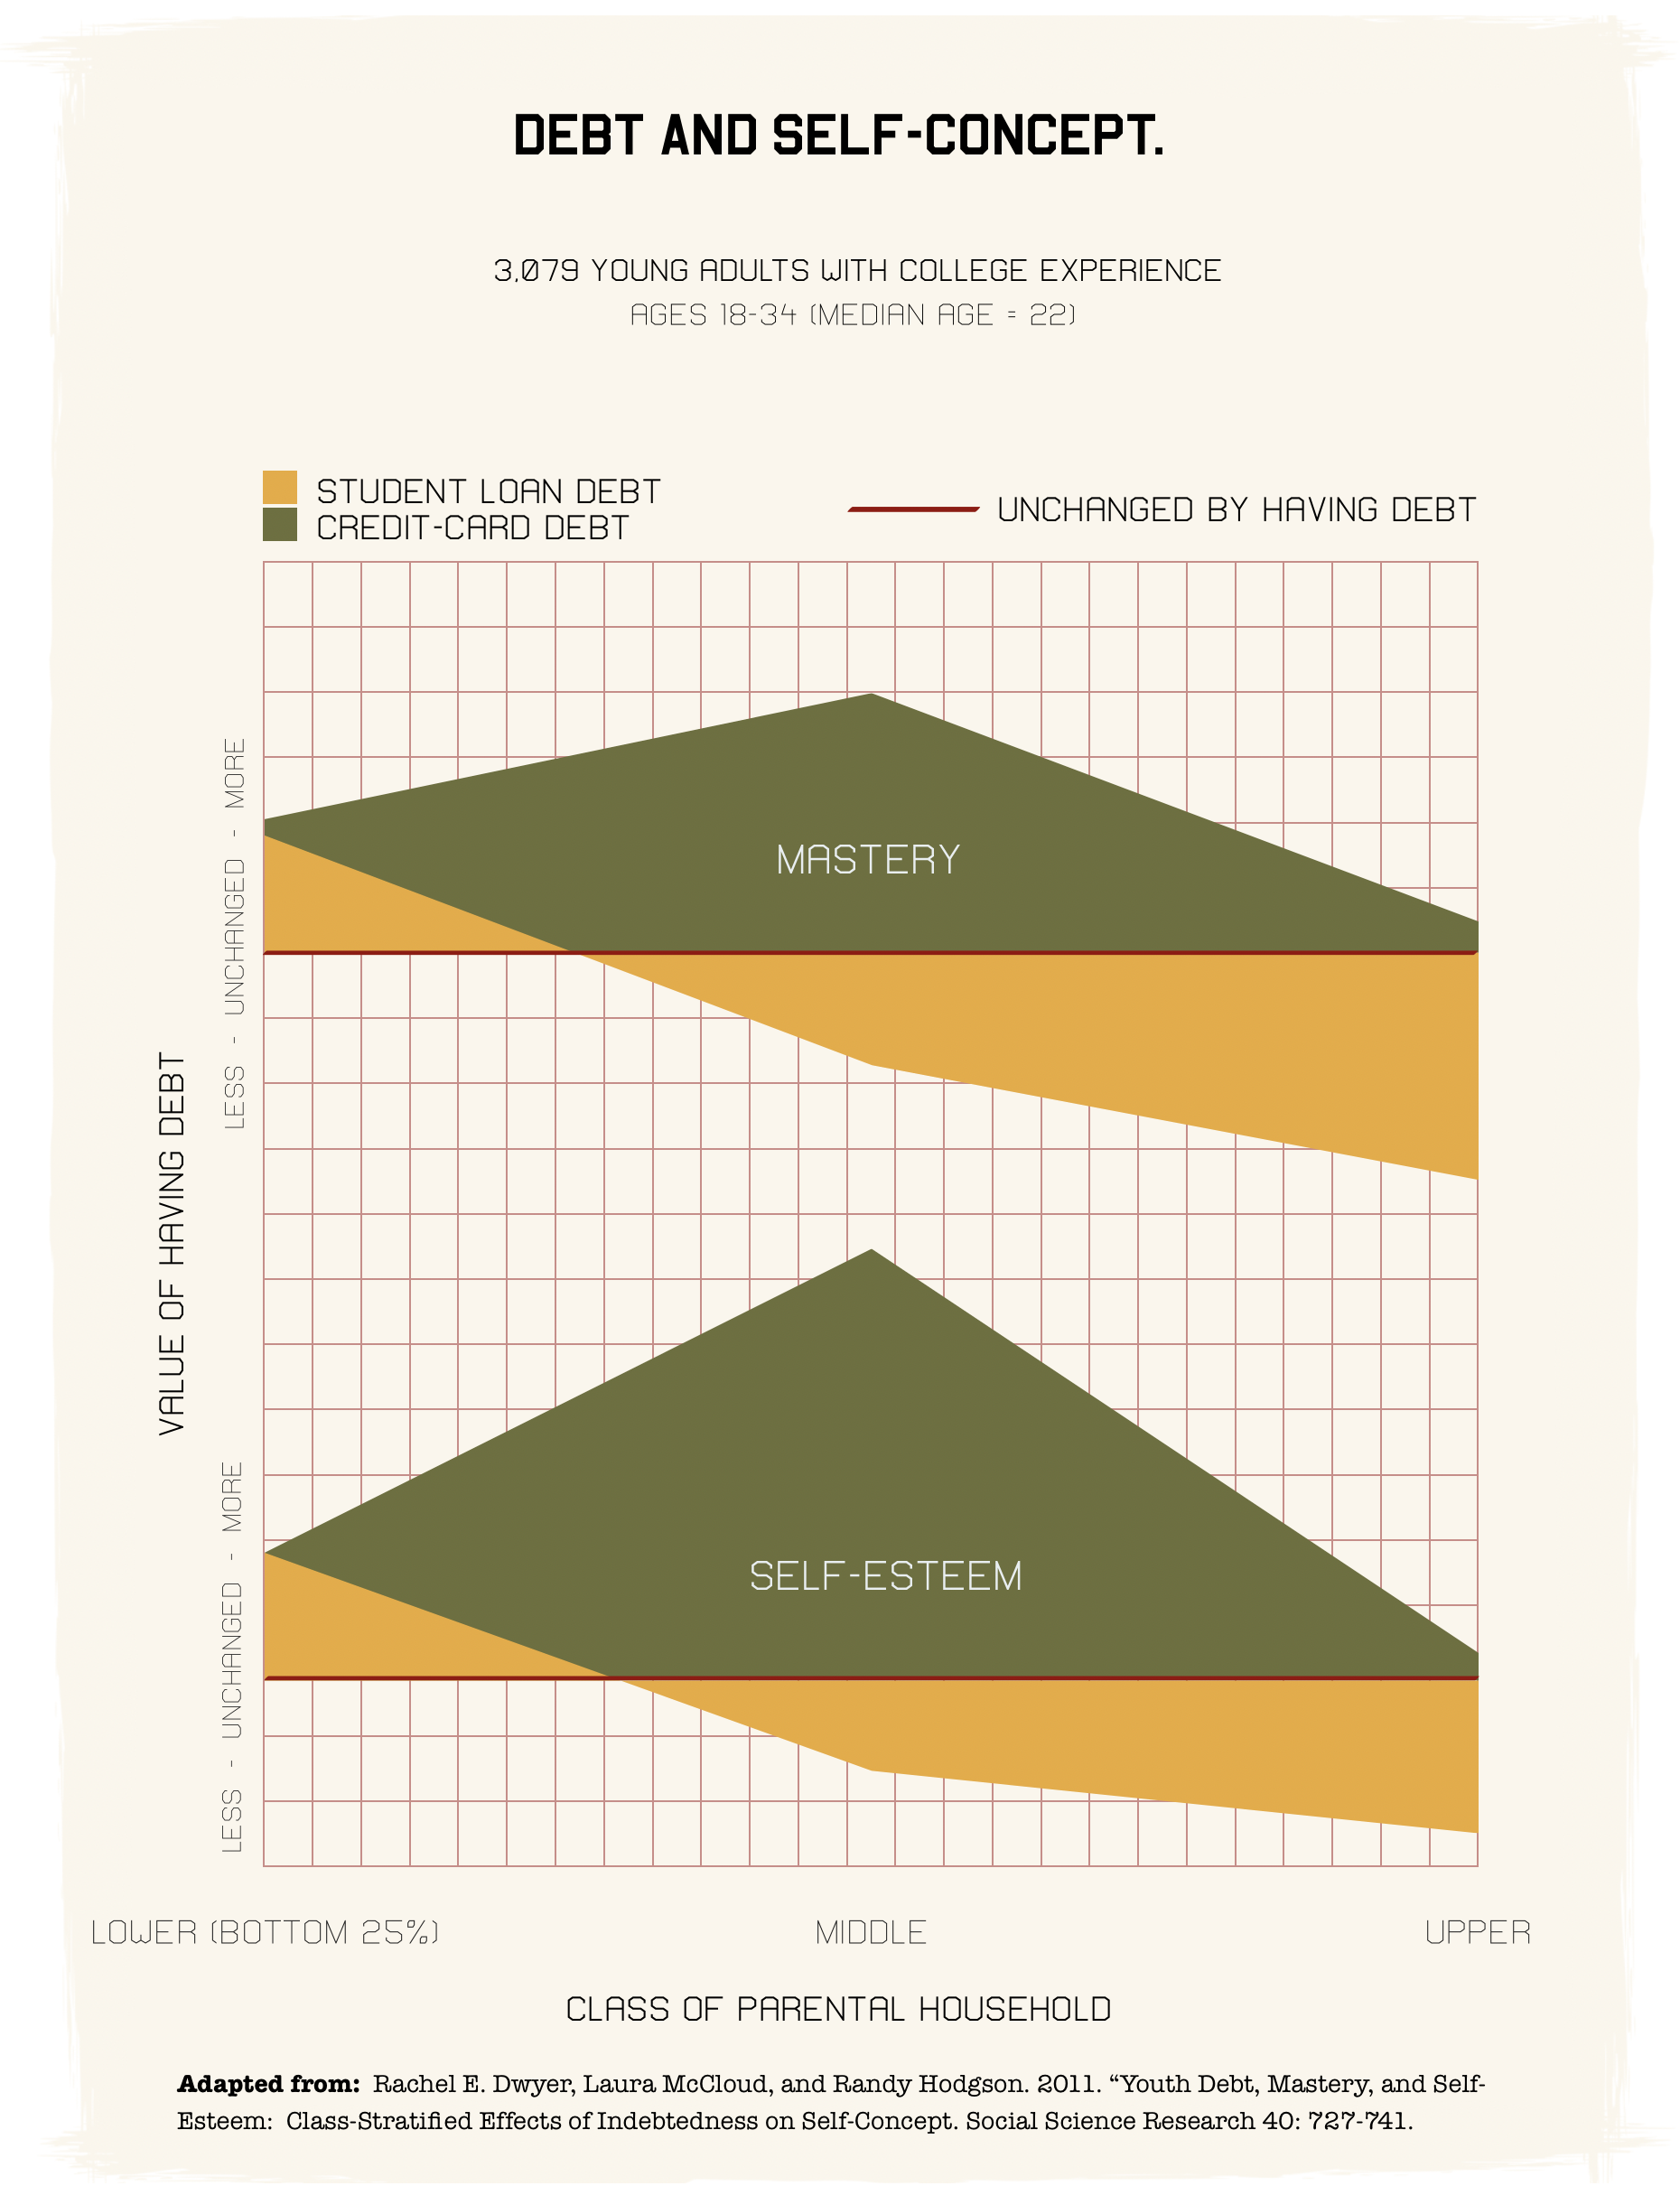 DEBT AND SELF-CONCEPT.
3,079 YOUNG ADULTS WITH COLLEGE EXPERIENCE
AGES 18-34 (MEDIAN AGE = 22)
STUDENT LOAN DEBT
CREDIT-CARD DEBT
UNCHANGED BY HAVING DEBT
VALUE OF HAVING DEBT
LESS - UNCHANGED - MORE
MASTERY
LESS - UNCHANGED - MORE
SELF-ESTEEM
LOWER (BOTTOM 25%)
MIDDLE
UPPER
CLASS OF PARENTAL HOUSEHOLD
Adapted from: Rachel E. Dwyer, Laura McCloud, and Randy Hodgson. 2011. “Youth Debt, Mastery, and Self-
Esteem: Class-Stratified Effects of Indebtedness on Self-Concept. Social Science Research 40: 727-741.